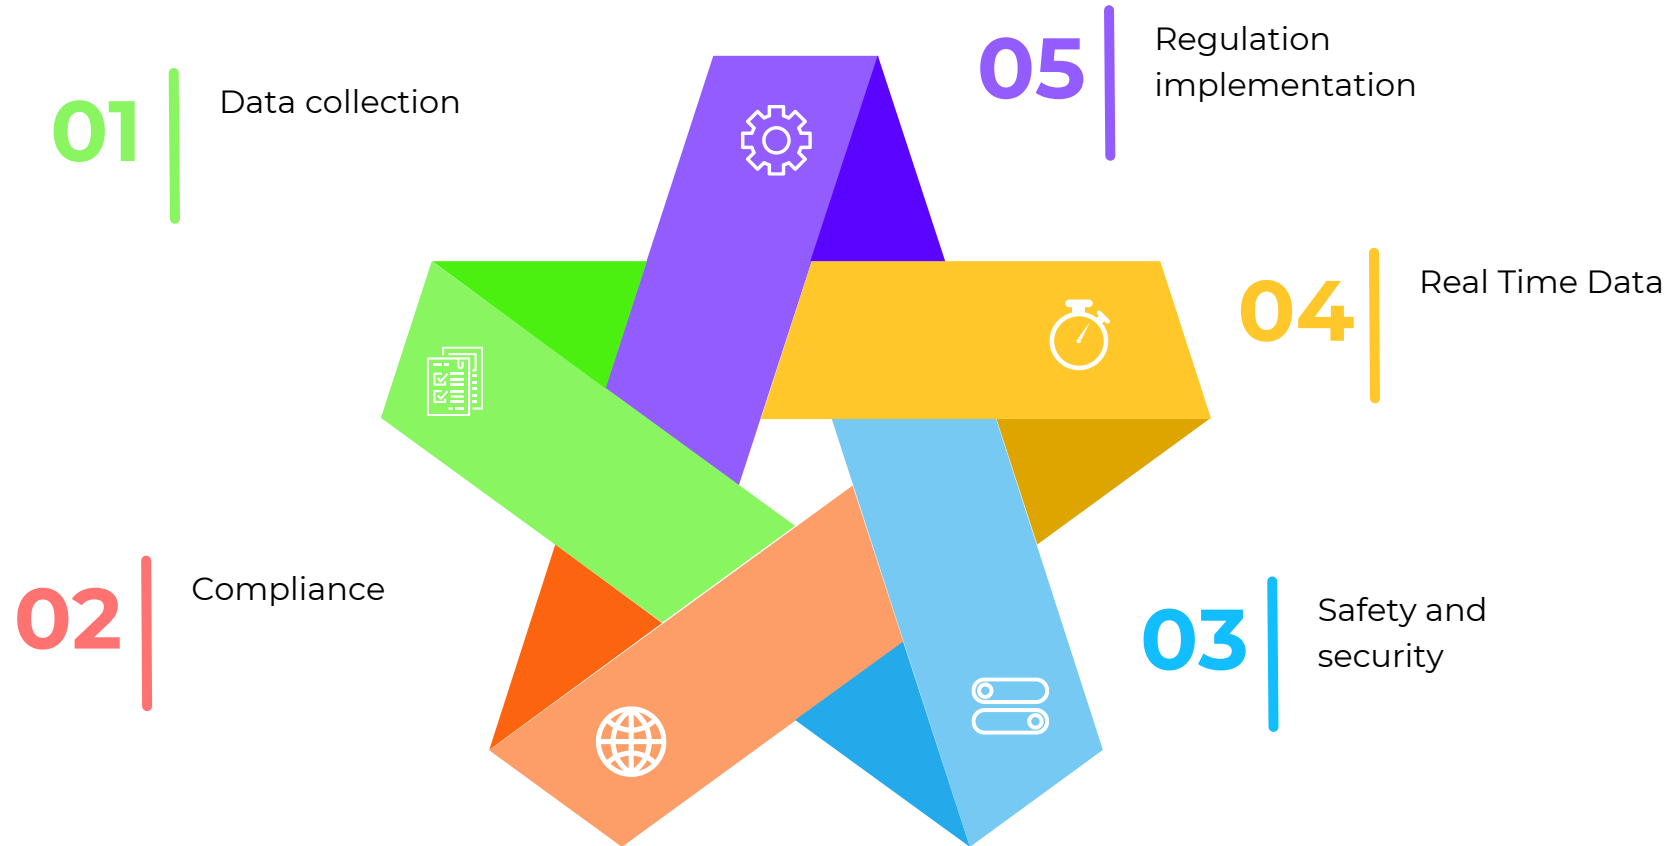 01
Data collection
02
Compliance
03
Safety and
security
04
Real Time Data
05
Regulation
implementation